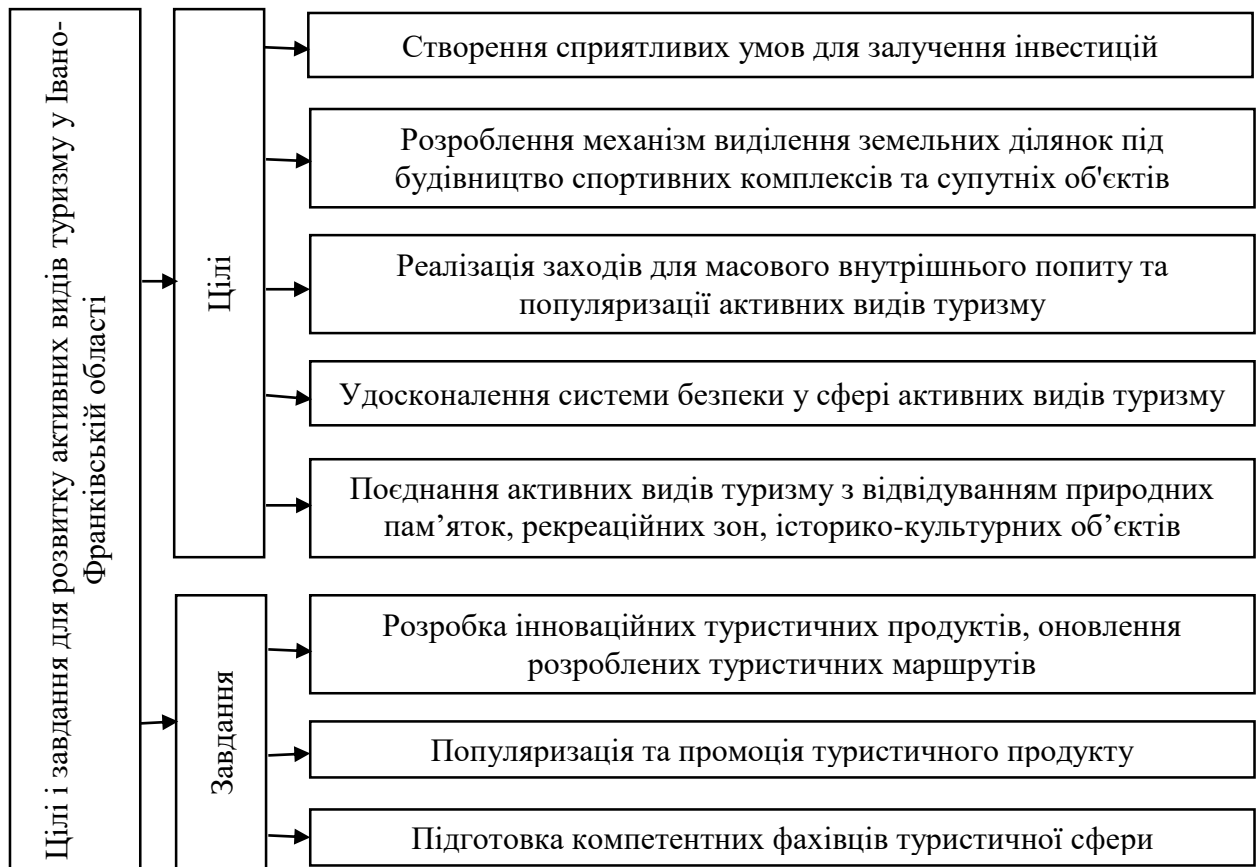 Цілі і завдання для розвитку активних видів туризму у Івано-
Франківській області
Цілі
Створення сприятливих умов для залучення інвестицій
Розроблення механізм виділення земельних ділянок під
будівництво спортивних комплексів та супутніх об'єктів
Реалізація заходів для масового внутрішнього попиту та
популяризації активних видів туризму
Удосконалення системи безпеки у сфері активних видів туризму
Поєднання активних видів туризму з відвідуванням природних
пам’яток, рекреаційних зон, історико-культурних об’єктів
Завдання
Розробка інноваційних туристичних продуктів, оновлення
розроблених туристичних маршрутів
Популяризація та промоція туристичного продукту
Підготовка компетентних фахівців туристичної сфери